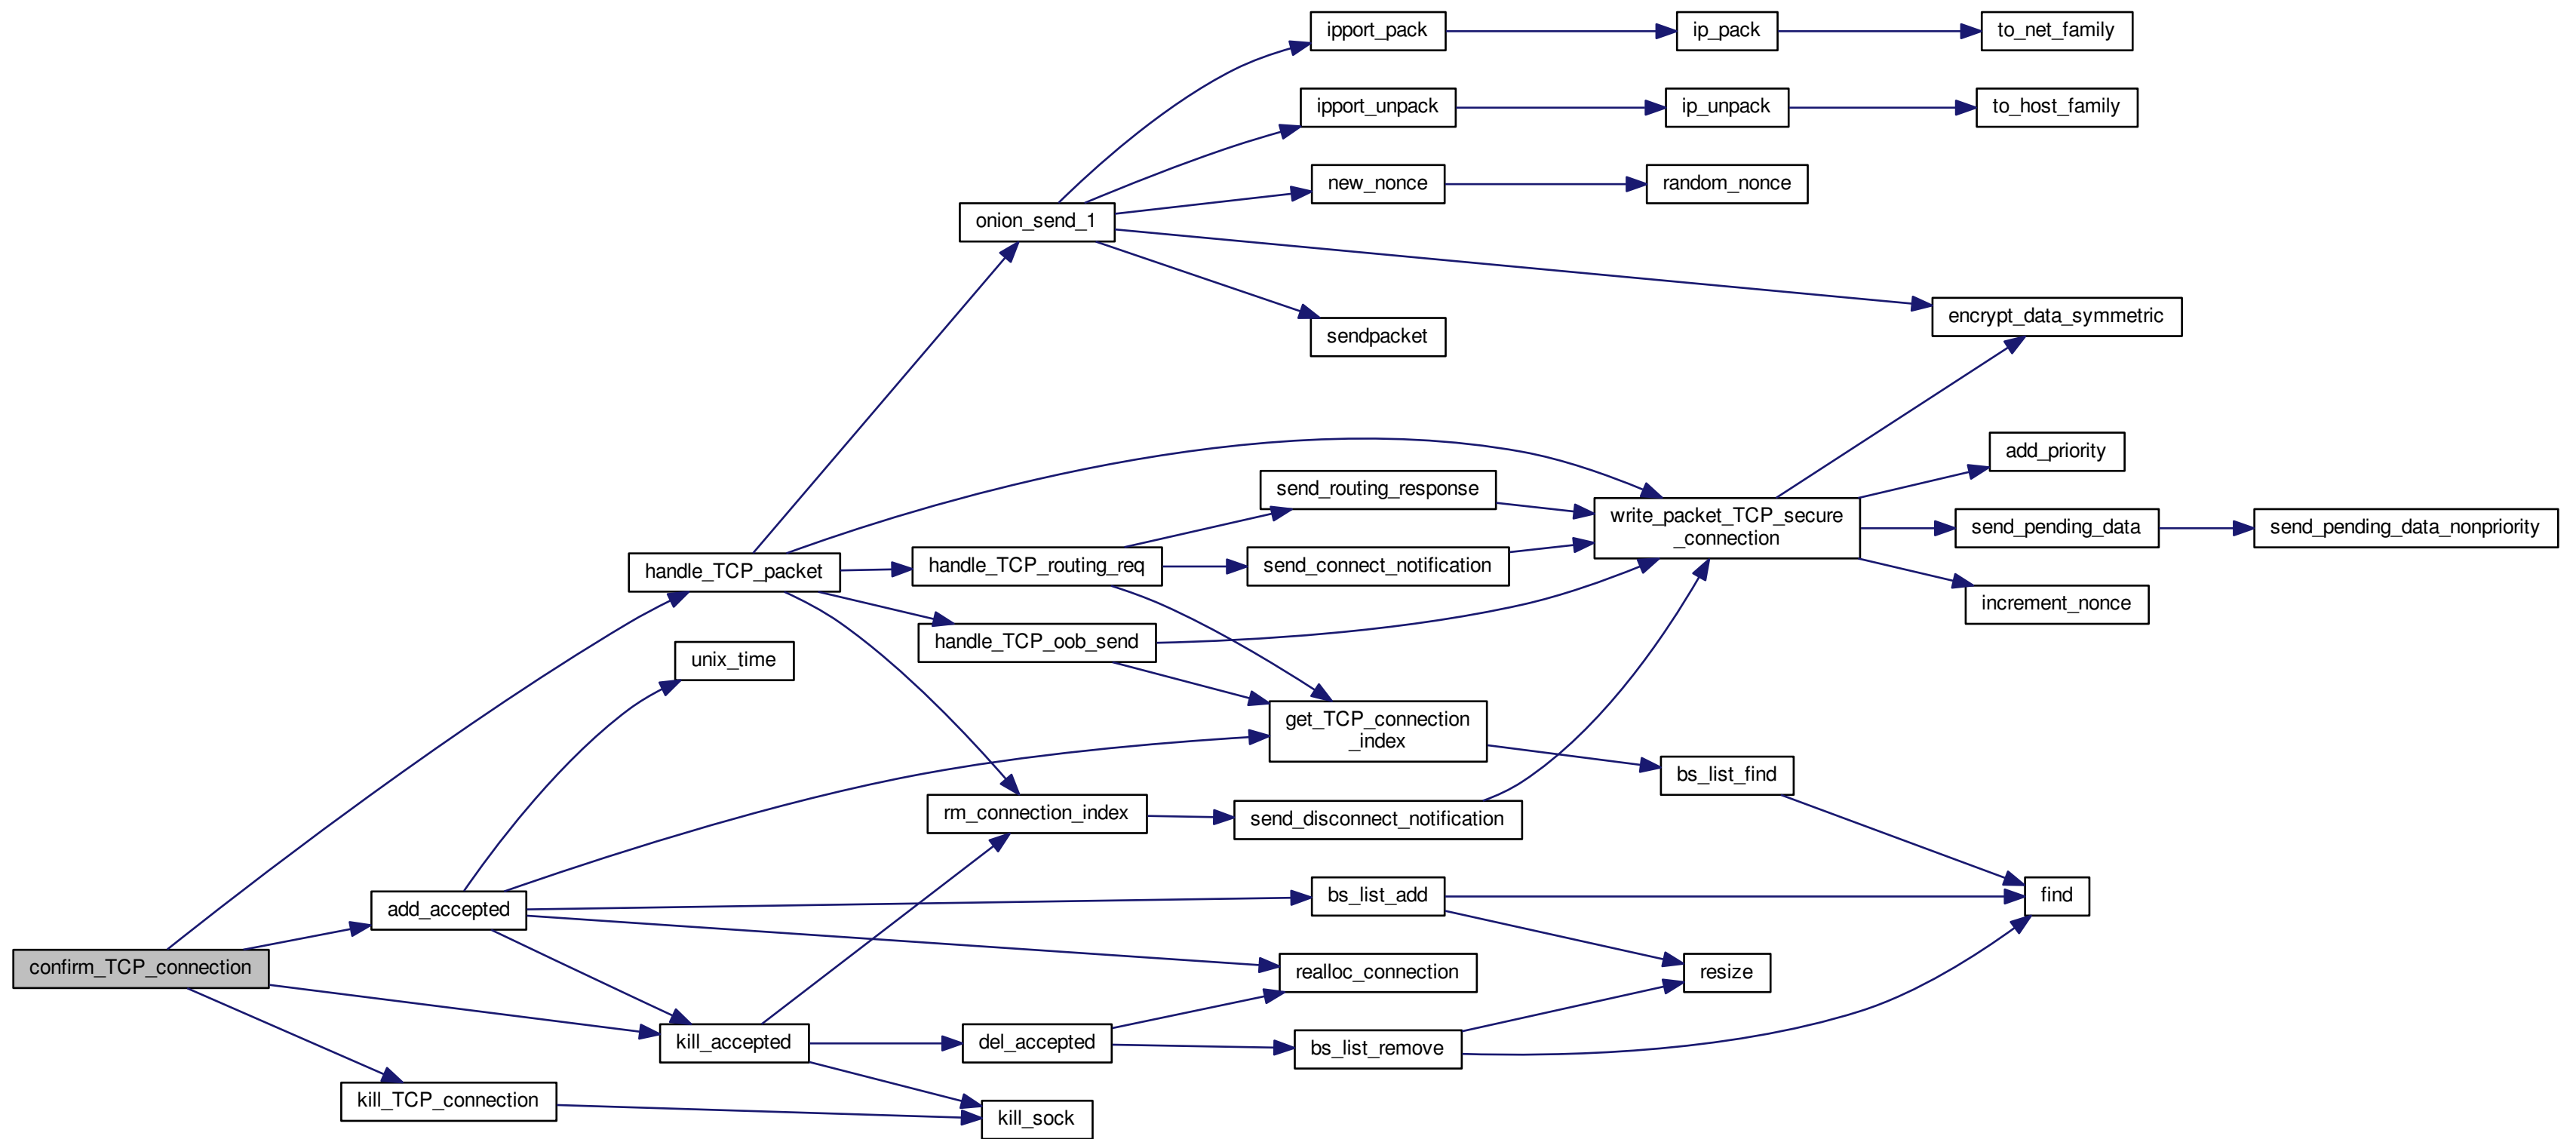 ipport_pack
ip_pack
to_net_family
ipport_unpack
ip_unpack
to_host_family
new_nonce
random_nonce
onion_send_1
encrypt_data_symmetric
sendpacket
add_priority
send_routing_response
write_packet_TCP_secure
_connection
send_pending_data
send_pending_data_nonpriority
handle_TCP_packet
handle_TCP_routing_req
send_connect_notification
increment_nonce
handle_TCP_oob_send
unix_time
get_TCP_connection
_index
bs_list_find
rm_connection_index
send_disconnect_notification
add_accepted
bs_list_add
find
confirm_TCP_connection
realloc_connection
resize
kill_accepted
del_accepted
bs_list_remove
kill_TCP_connection
kill_sock